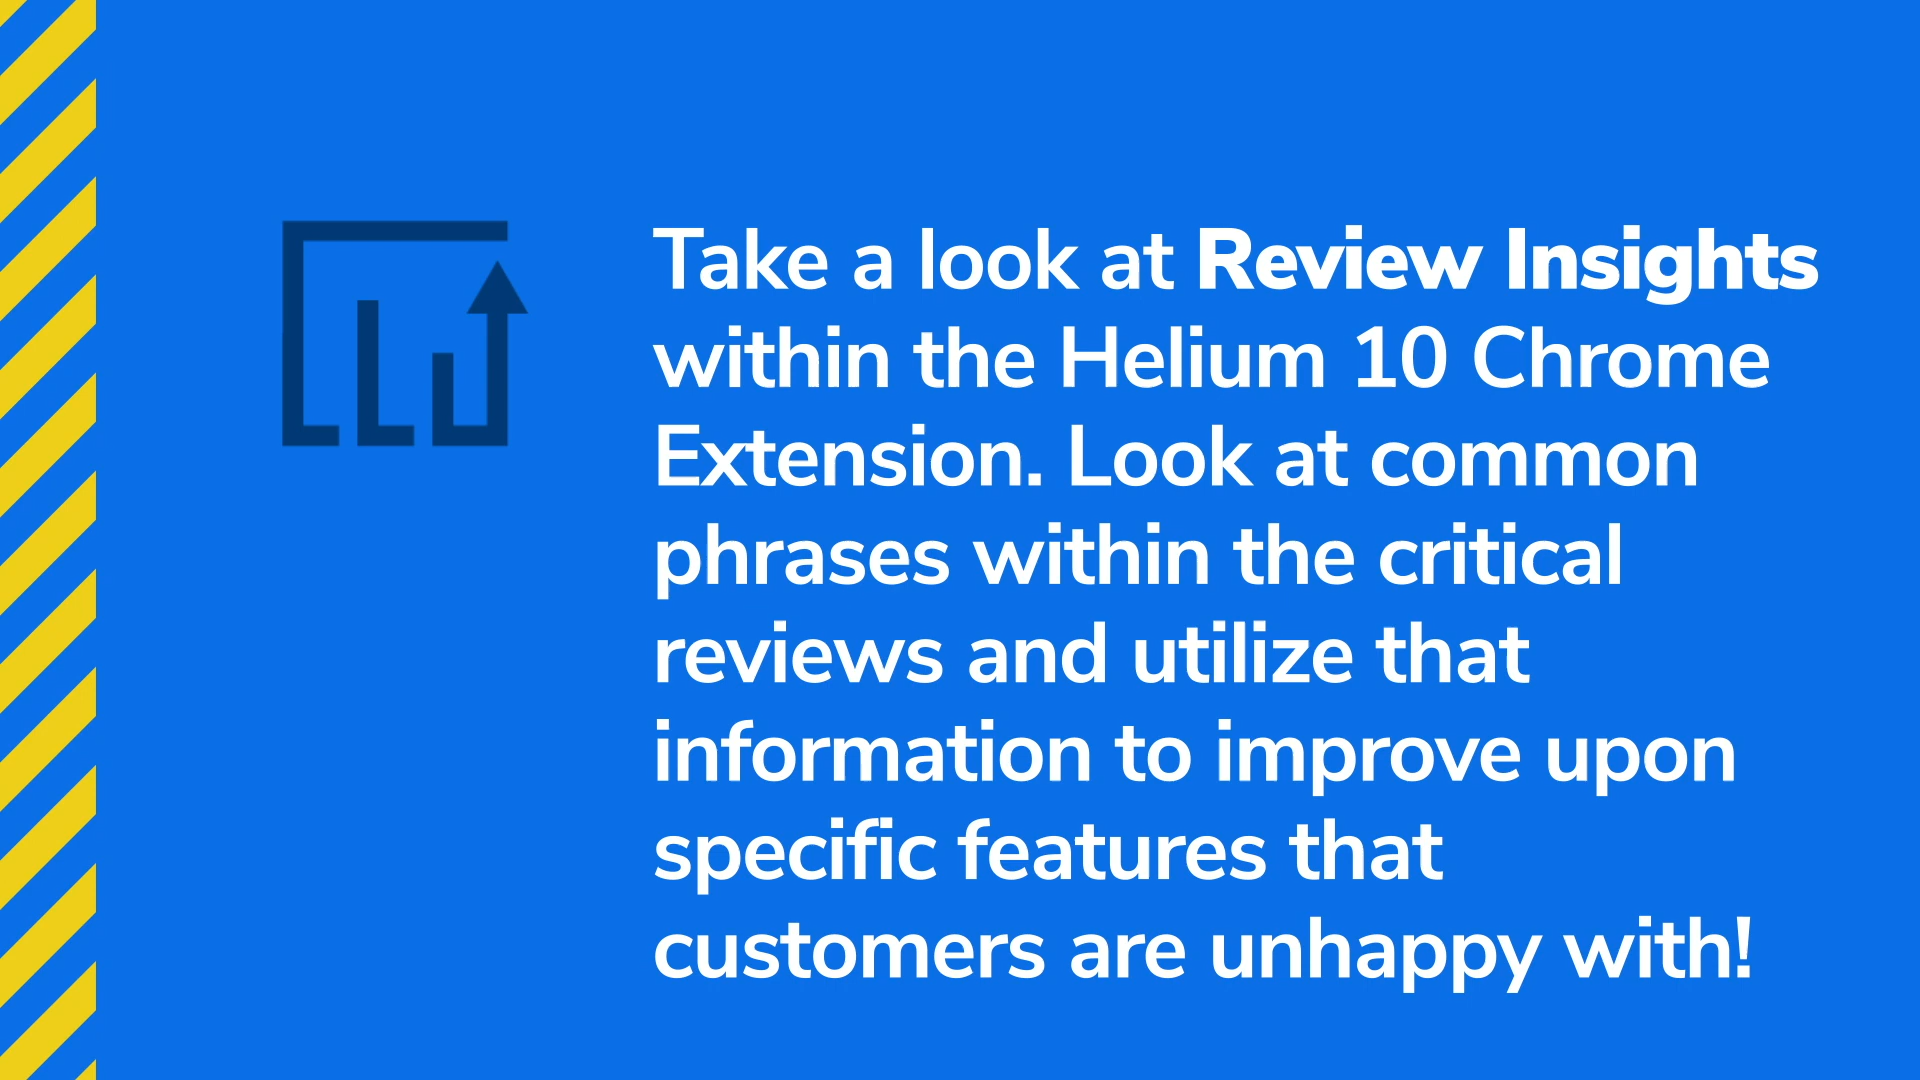 Take a look at Review Insights
within the Helium 10 Chrome
Extension. Look at common
phrases within the critical
reviews and utilize that
information to improve upon
specific features that
customers are unhappy with!